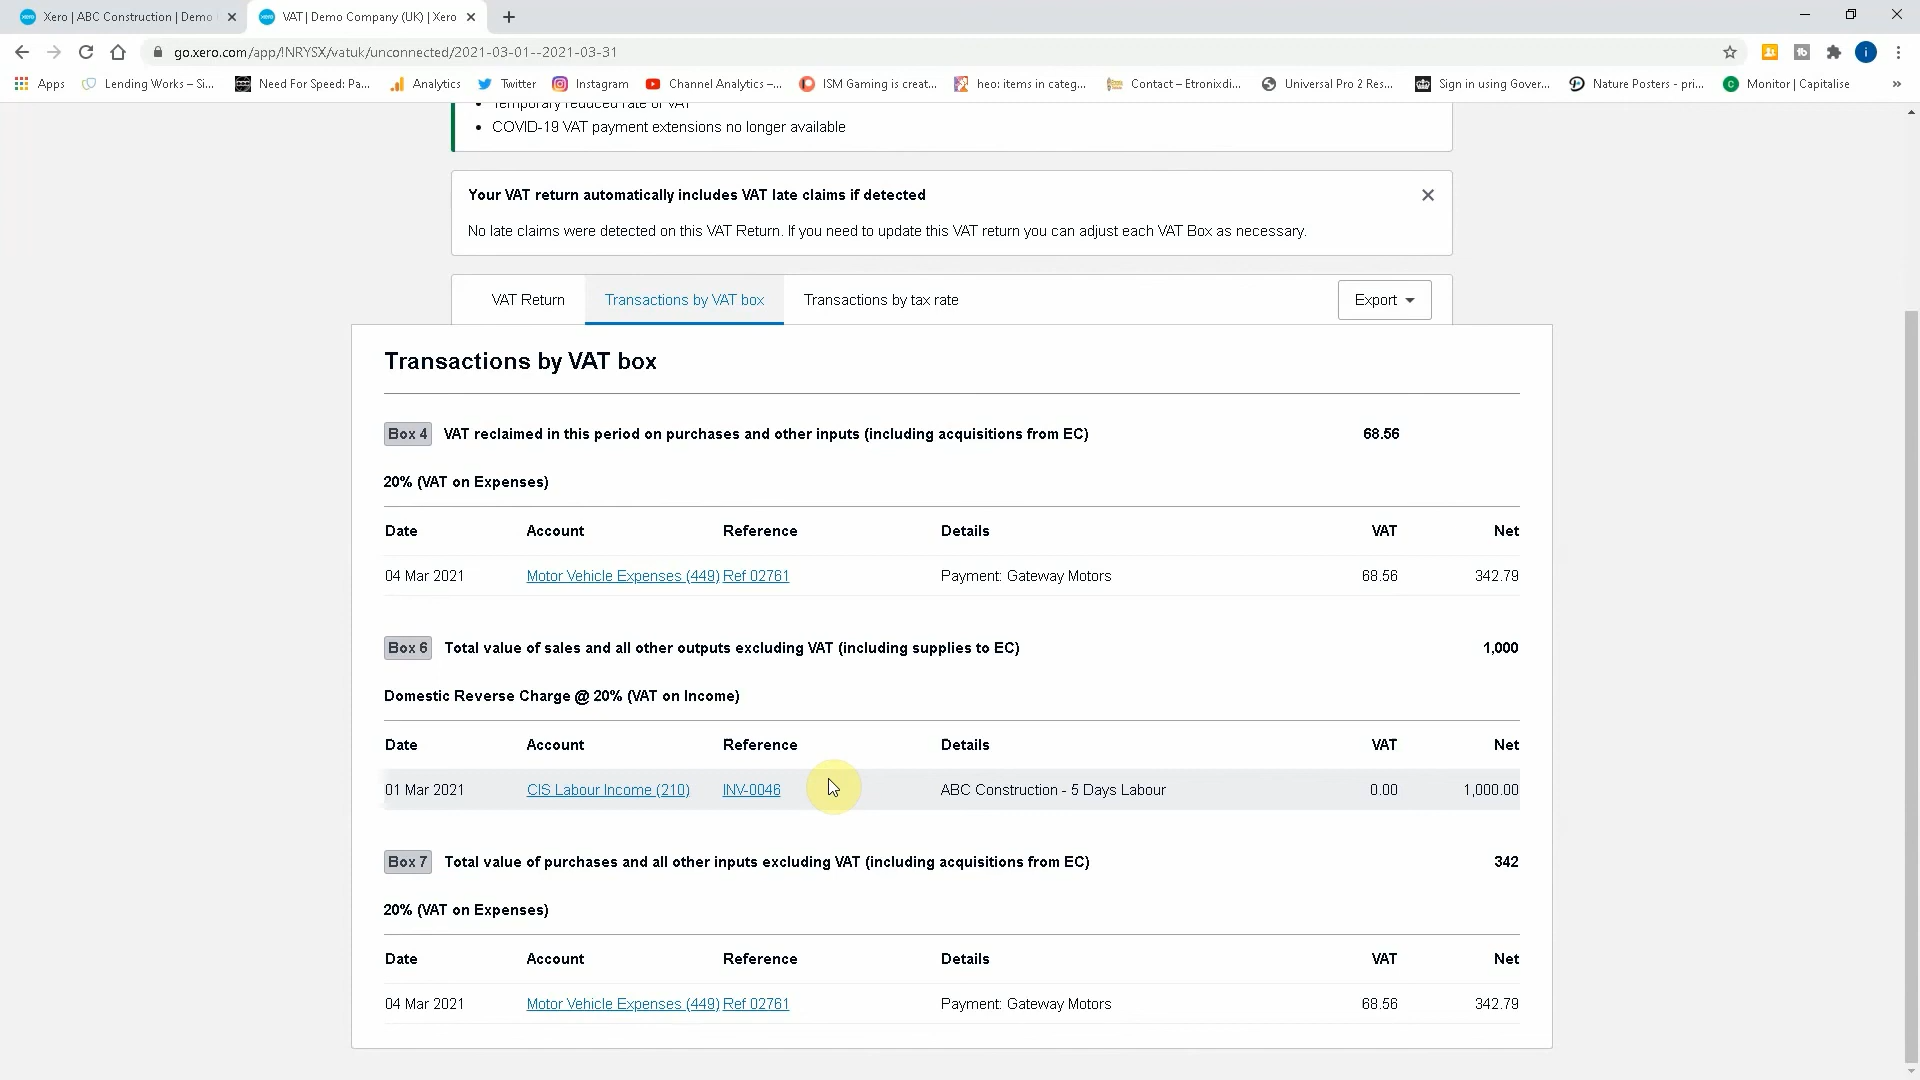 Xero | ABC Construction | Demo
VAT | Demo Company (UK) | Xero
go.xero.com/app/!NRYSX/vatuk/unconnected/2021-03-01--2021-03-31
i
Apps
Lending Works – Si...
Need For Speed: Pa...
Analytics
Twitter
Instagram
Channel Analytics –...
ISM Gaming is creat...
heo: items in categ...
Contact – Etronixdi...
Universal Pro 2 Res...
Sign in using Gover...
Nature Posters - pri...
Monitor | Capitalise
»
• Temporary reduced rate of VAT
• COVID-19 VAT payment extensions no longer available
Your VAT return automatically includes VAT late claims if detected
No late claims were detected on this VAT Return. If you need to update this VAT return you can adjust each VAT Box as necessary.
VAT Return
Transactions by VAT box
Transactions by tax rate
Export
Transactions by VAT box
Box 4 VAT reclaimed in this period on purchases and other inputs (including acquisitions from EC) 68.56
20% (VAT on Expenses)
Date Account Reference Details VAT Net
04 Mar 2021 Motor Vehicle Expenses (449) Ref 02761 Payment: Gateway Motors 68.56 342.79
Box 6 Total value of sales and all other outputs excluding VAT (including supplies to EC) 1,000
Domestic Reverse Charge @ 20% (VAT on Income)
Date Account Reference Details VAT Net
01 Mar 2021 CIS Labour Income (210) INV-0046 ABC Construction - 5 Days Labour 0.00 1,000.00
Box 7 Total value of purchases and all other inputs excluding VAT (including acquisitions from EC) 342
20% (VAT on Expenses)
Date Account Reference Details VAT Net
04 Mar 2021 Motor Vehicle Expenses (449) Ref 02761 Payment: Gateway Motors 68.56 342.79